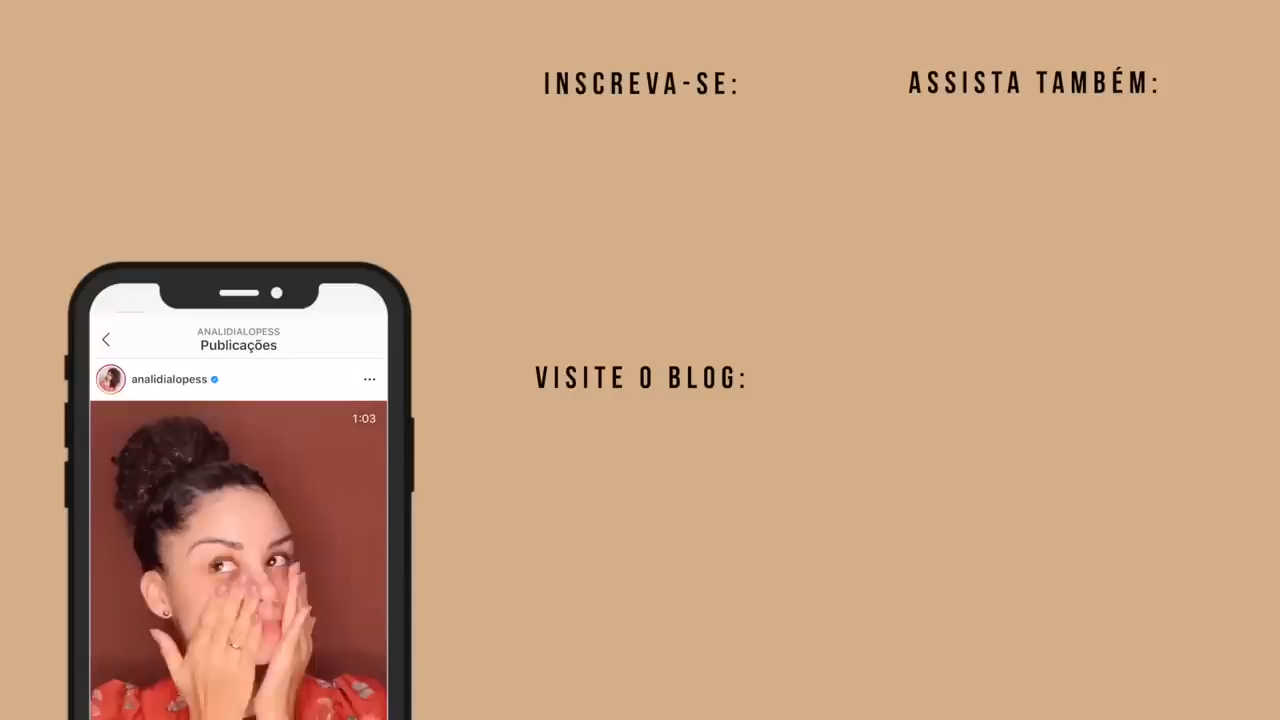 INSCREVA-SE:
ASSISTA TAMBÉM:
ANALIDIALOPESS
Publicações
analidialopess
1:03
VISITE O BLOG: